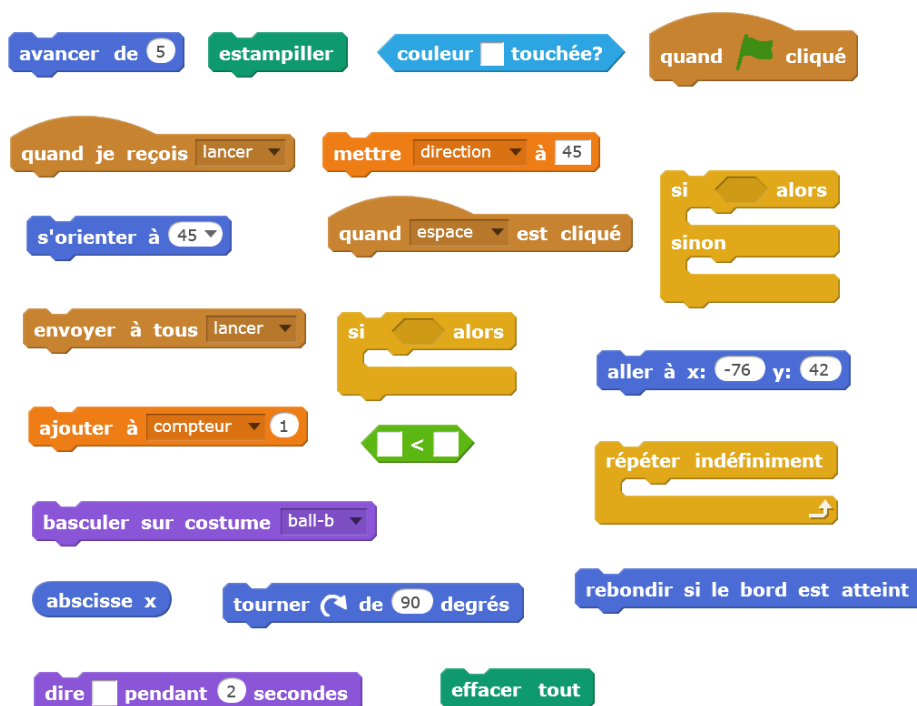 avancer de 5
estampiller
couleur touchée?
quand cliqué
quand je reçois lancer
mettre direction à 45
si alors
sinon
s'orienter à 45
quand espace est cliqué
envoyer à tous lancer
si alors
aller à x: -76 y: 42
ajouter à compteur 1
<
répéter indéfiniment
basculer sur costume ball-b
abscisse x
tourner de 90 degrés
rebondir si le bord est atteint
dire pendant 2 secondes
effacer tout